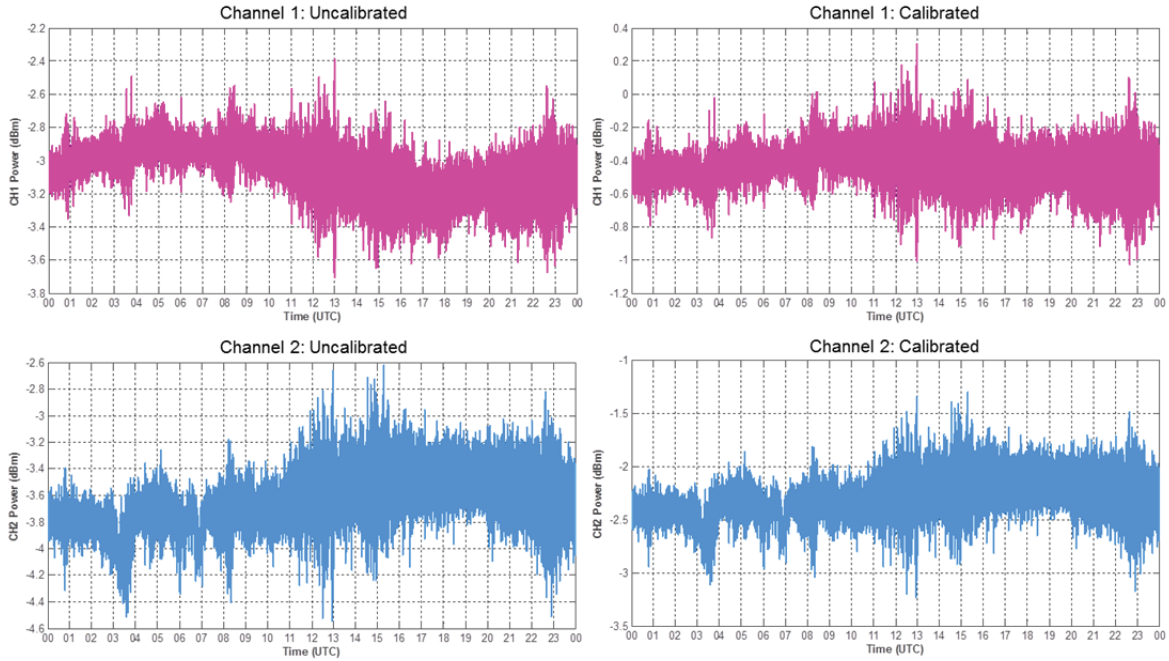 Channel 1: Uncalibrated
CH1 Power (dBm)
-2.2
-2.4
-2.6
-2.8
-3
-3.2
-3.4
-3.6
-3.8
00 01 02 03 04 05 06 07 08 09 10 11 12 13 14 15 16 17 18 19 20 21 22 23 00
Time (UTC)
Channel 1: Calibrated
CH1 Power (dBm)
0.4
0.2
0
-0.2
-0.4
-0.6
-0.8
-1
-1.2
00 01 02 03 04 05 06 07 08 09 10 11 12 13 14 15 16 17 18 19 20 21 22 23 00
Time (UTC)
Channel 2: Uncalibrated
CH2 Power (dBm)
-2.6
-2.8
-3
-3.2
-3.4
-3.6
-3.8
-4
-4.2
-4.4
-4.6
00 01 02 03 04 05 06 07 08 09 10 11 12 13 14 15 16 17 18 19 20 21 22 23 00
Time (UTC)
Channel 2: Calibrated
CH2 Power (dBm)
-1
-1.5
-2
-2.5
-3
-3.5
00 01 02 03 04 05 06 07 08 09 10 11 12 13 14 15 16 17 18 19 20 21 22 23 00
Time (UTC)